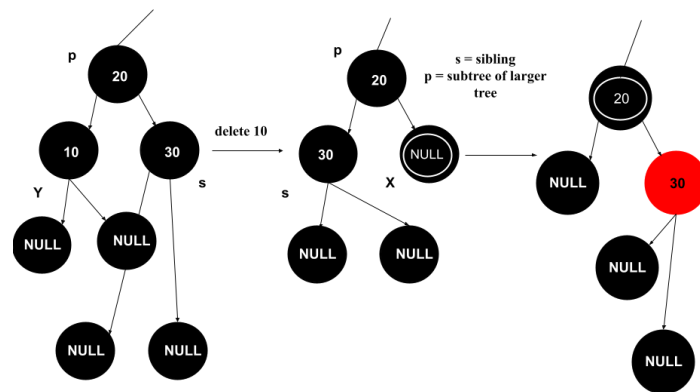 p
20
10
30
Y
s
NULL
NULL
NULL
NULL
delete 10
p
20
30
NULL
s
X
NULL
NULL
s = sibling
p = subtree of larger
tree
20
NULL
30
NULL
NULL